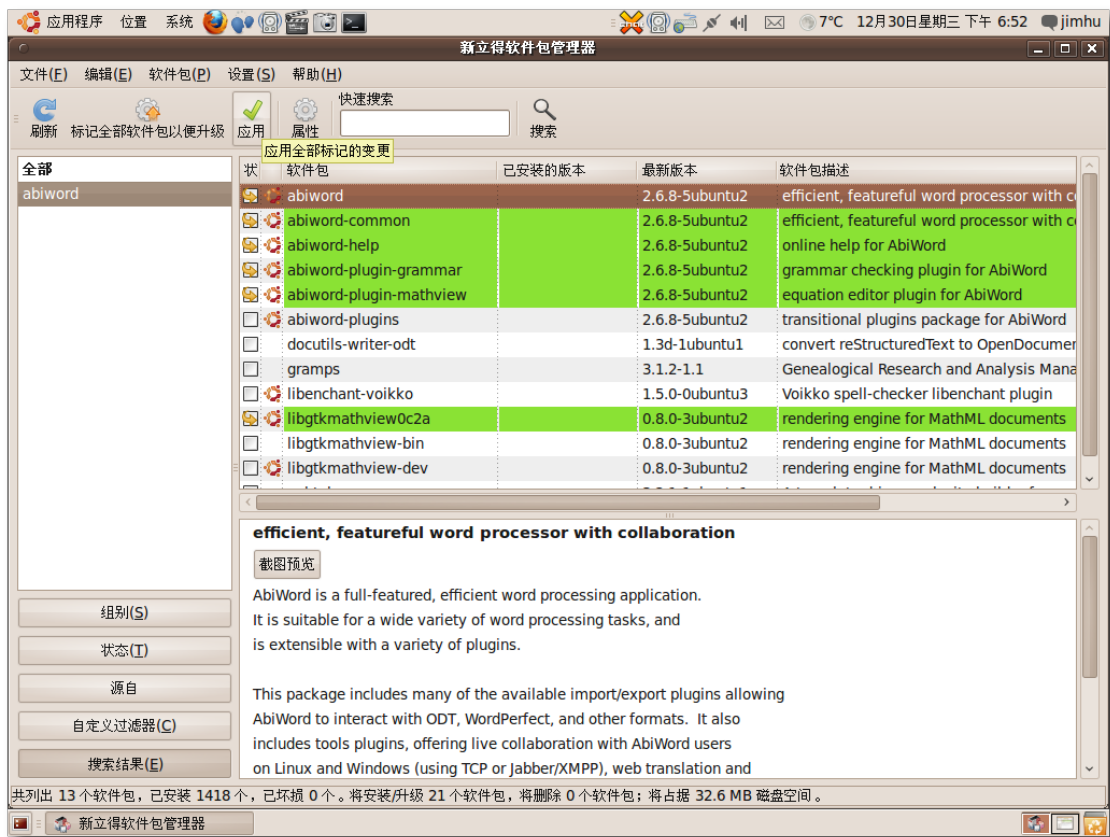 应用程序 位置 系统 7°C 12月30日星期三 下午 6:52 jimhu
新立得软件包管理器
文件(F) 编辑(E) 软件包(P) 设置(S) 帮助(H)
快速搜索
刷新 标记全部软件包以便升级 应用 属性 搜索
应用全部标记的变更
全部
abiword
状 软件包 已安装的版本 最新版本 软件包描述
abiword 2.6.8-5ubuntu2 efficient, featureful word processor with c
abiword-common 2.6.8-5ubuntu2 efficient, featureful word processor with c
abiword-help 2.6.8-5ubuntu2 online help for AbiWord
abiword-plugin-grammar 2.6.8-5ubuntu2 grammar checking plugin for AbiWord
abiword-plugin-mathview 2.6.8-5ubuntu2 equation editor plugin for AbiWord
abiword-plugins 2.6.8-5ubuntu2 transitional plugins package for AbiWord
docutils-writer-odt 1.3d-1ubuntu1 convert reStructuredText to OpenDocumer
gramps 3.1.2-1.1 Genealogical Research and Analysis Mana
libenchant-voikko 1.5.0-0ubuntu3 Voikko spell-checker libenchant plugin
libgtkmathview0c2a 0.8.0-3ubuntu2 rendering engine for MathML documents
libgtkmathview-bin 0.8.0-3ubuntu2 rendering engine for MathML documents
libgtkmathview-dev 0.8.0-3ubuntu2 rendering engine for MathML documents
efficient, featureful word processor with collaboration
截图预览
AbiWord is a full-featured, efficient word processing application.
It is suitable for a wide variety of word processing tasks, and
is extensible with a variety of plugins.
This package includes many of the available import/export plugins allowing
AbiWord to interact with ODT, WordPerfect, and other formats. It also
includes tools plugins, offering live collaboration with AbiWord users
on Linux and Windows (using TCP or Jabber/XMPP), web translation and
组别(S)
状态(T)
源自
自定义过滤器(C)
搜索结果(E)
共列出 13 个软件包，已安装 1418 个，已坏损 0 个。将安装/升级 21 个软件包，将删除 0 个软件包；将占据 32.6 MB 磁盘空间。
新立得软件包管理器